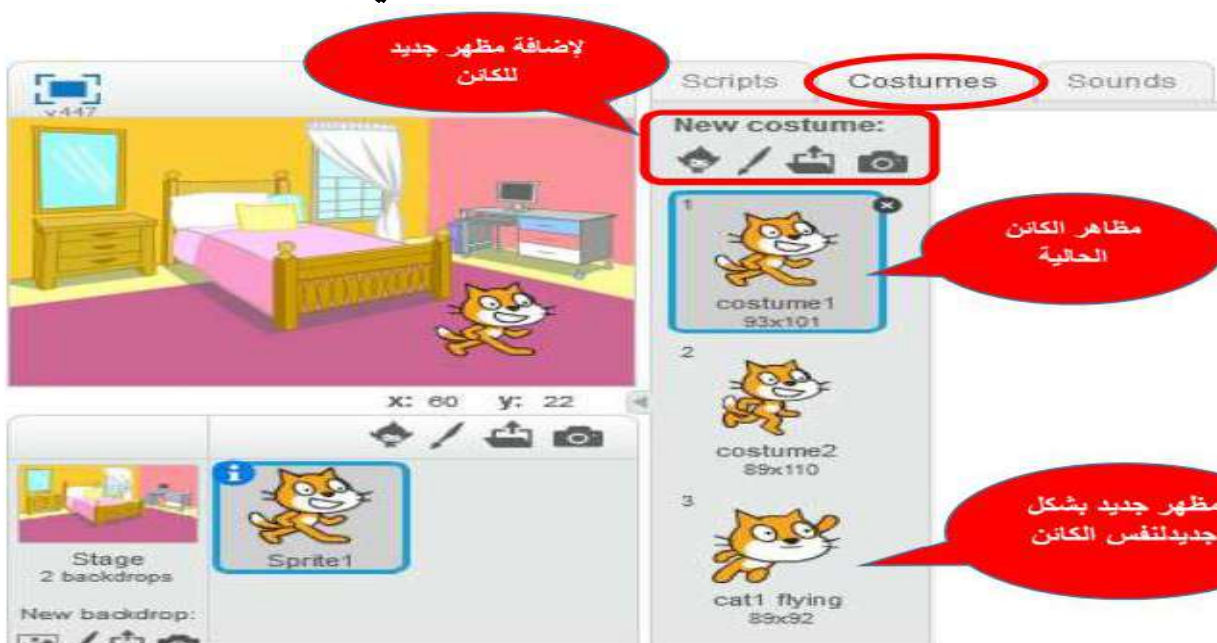 لإضافة مظهر جديد
للكائن
v447
Scripts Costumes Sounds
New costume:
1
costume1
93x101
مظاهر الكائن
الحالية
x: 60 y: 22
2
costume2
89x110
Stage
2 backdrops
Sprite1
New backdrop:
3
cat1 flying
89x92
مظهر جديد بشكل
جديدلنفس الكائن